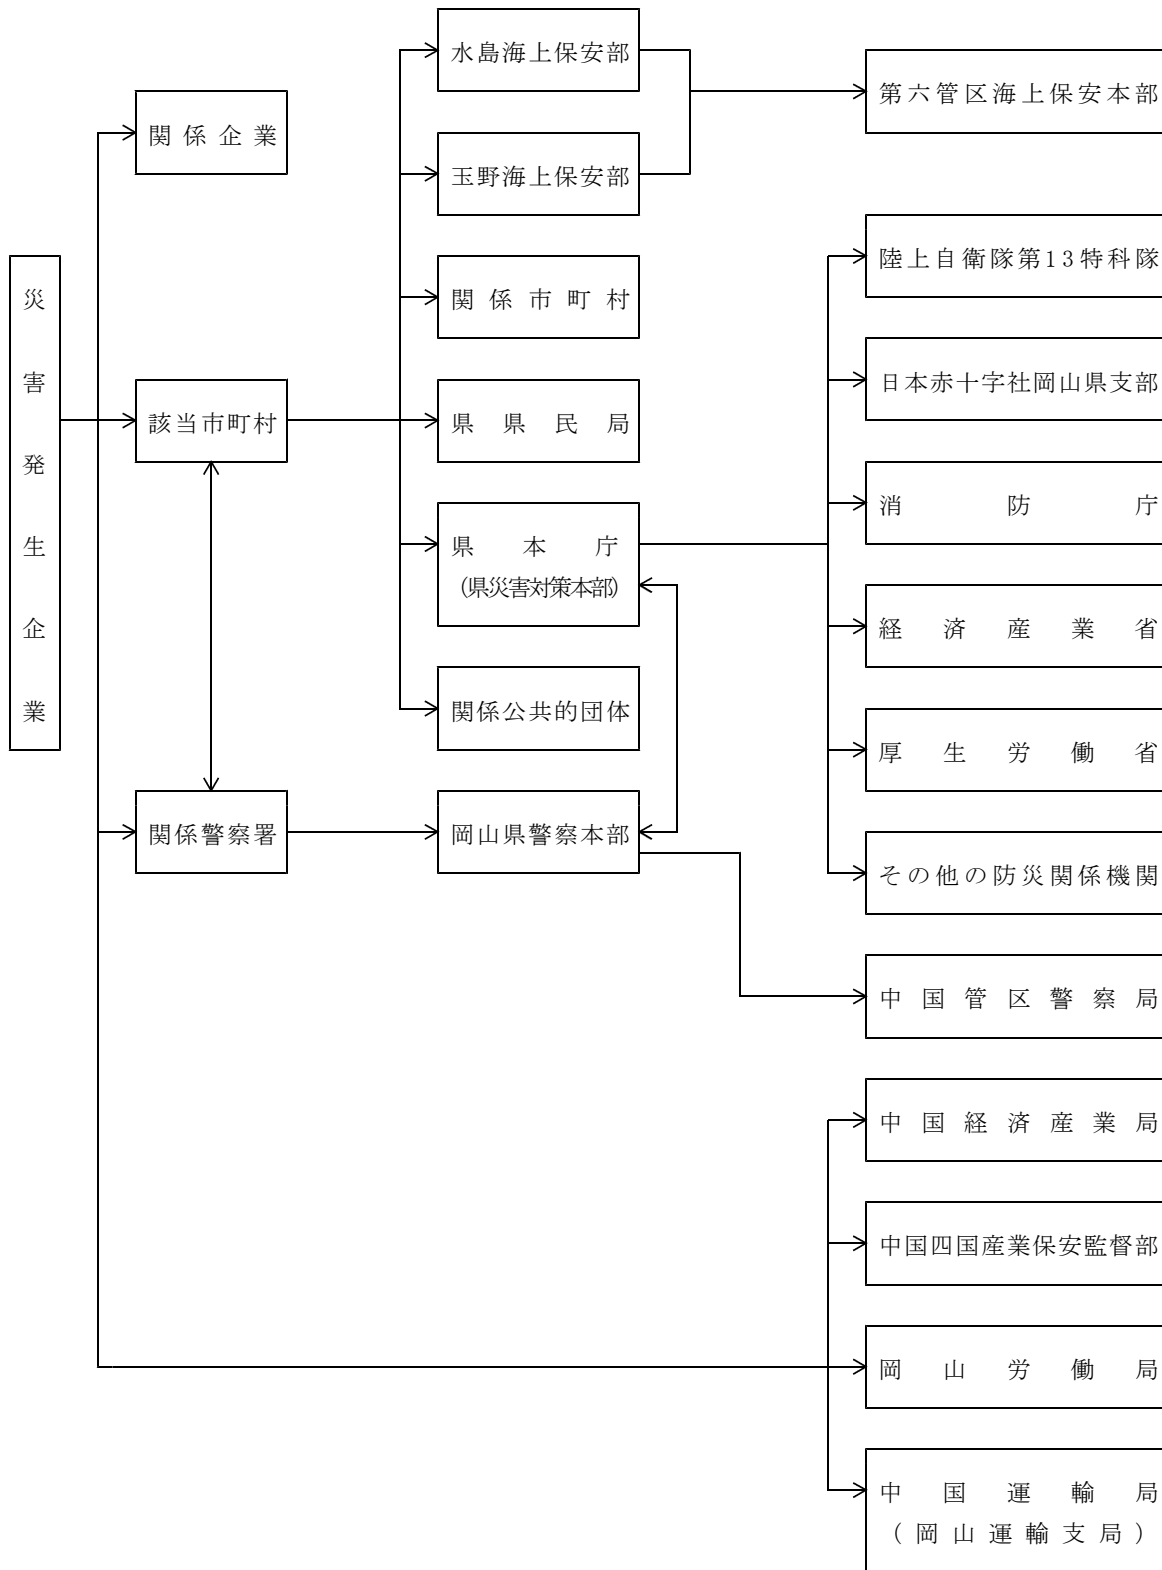 災害発生企業
関係企業
該当市町村
関係警察署
水島海上保安部
玉野海上保安部
関係市町村
県県民局
県本庁
(県災害対策本部)
関係公共的団体
岡山県警察本部
第六管区海上保安本部
陸上自衛隊第13特科隊
日本赤十字社岡山県支部
消防庁
経済産業省
厚生労働省
その他の防災関係機関
中国管区警察局
中国経済産業局
中国四国産業保安監督部
岡山労働局
中国運輸局
(岡山運輸支局)